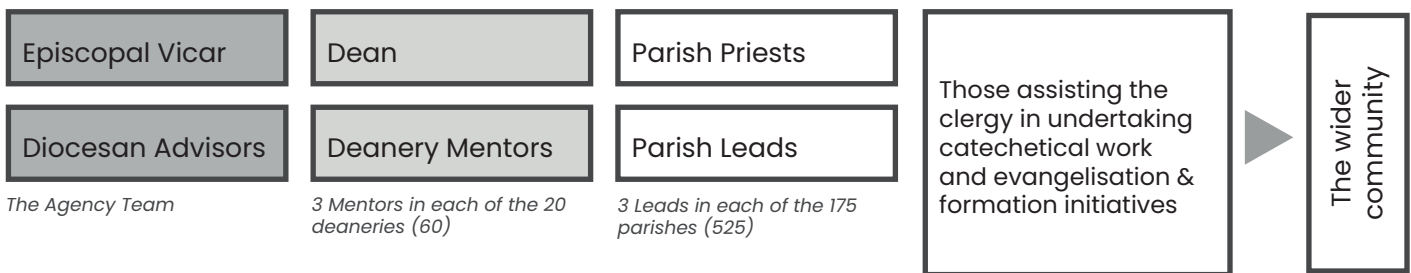 Episcopal Vicar
Diocesan Advisors
The Agency Team
Dean
Deanery Mentors
3 Mentors in each of the 20
deaneries (60)
Parish Priests
Parish Leads
3 Leads in each of the 175
parishes (525)
Those assisting the
clergy in undertaking
catechetical work
and evangelisation &
formation initiatives
The wider
community